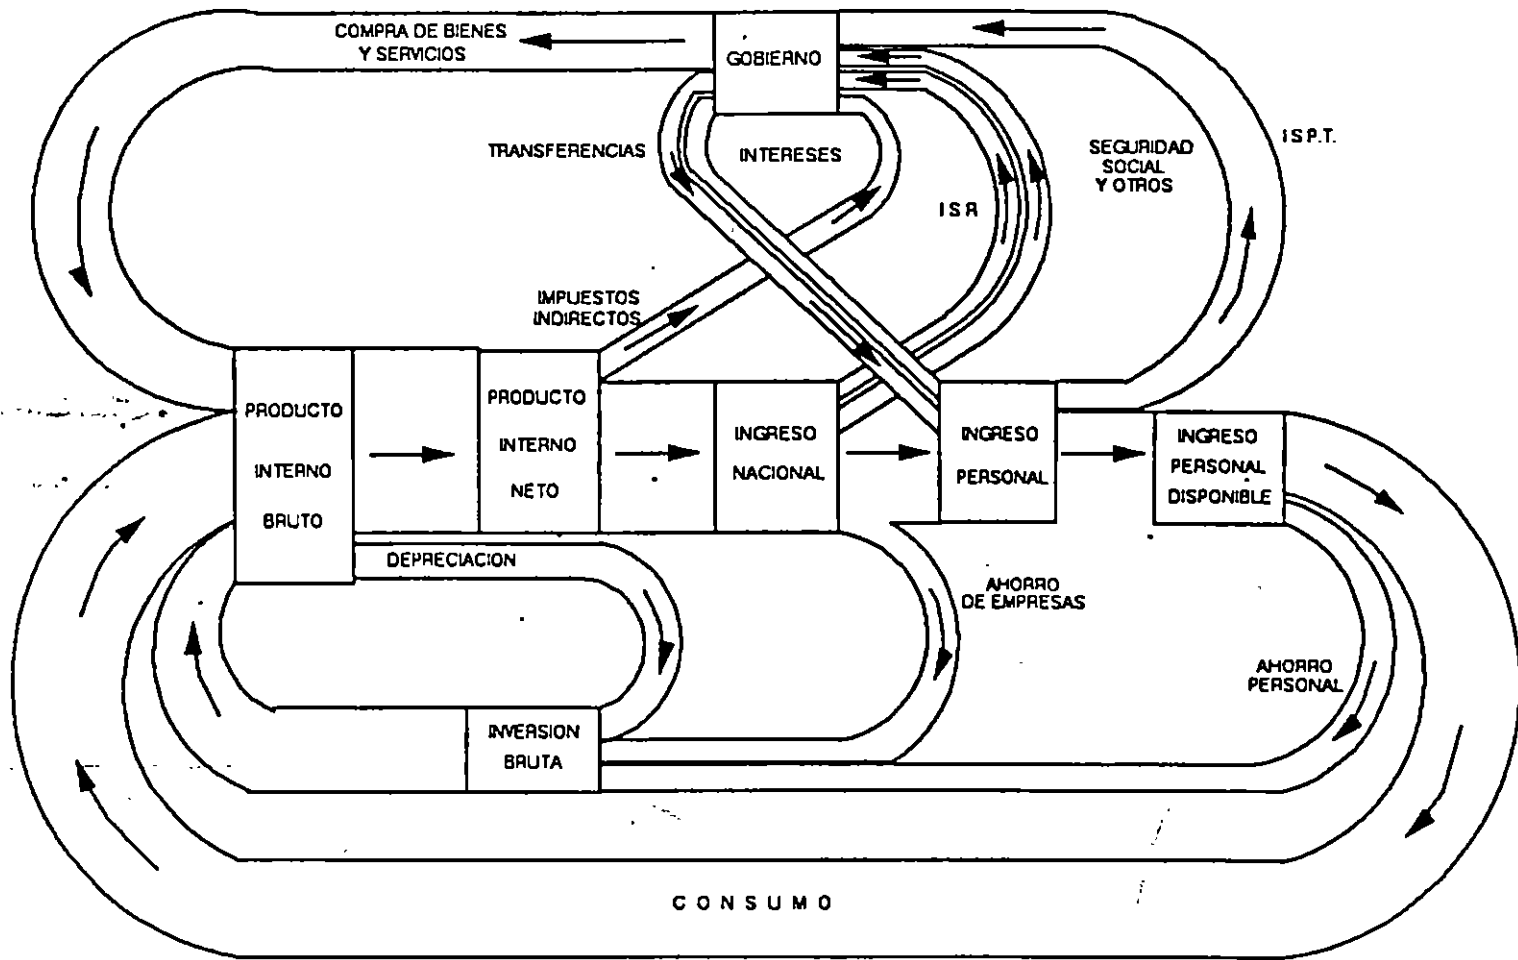 COMPRA DE BIENES
Y SERVICIOS
GOBIERNO
TRANSFERENCIAS
INTERESES
SEGURIDAD
SOCIAL
Y OTROS
I.S.P.T.
I S R
IMPUESTOS
INDIRECTOS
PRODUCTO
INTERNO
BRUTO
PRODUCTO
INTERNO
NETO
INGRESO
NACIONAL
INGRESO
PERSONAL
INGRESO
PERSONAL
DISPONIBLE
DEPRECIACION
AHORRO
DE EMPRESAS
AHORRO
PERSONAL
INVERSION
BRUTA
CONSUMO